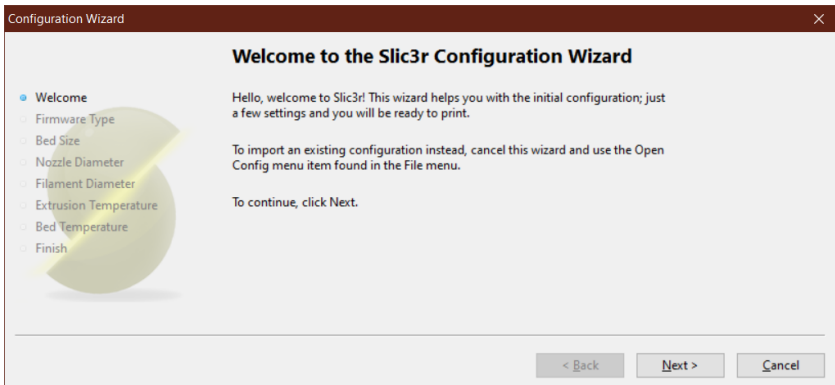 Configuration Wizard
Welcome to the Slic3r Configuration Wizard
Welcome
Firmware Type
Bed Size
Nozzle Diameter
Filament Diameter
Extrusion Temperature
Bed Temperature
Finish
Hello, welcome to Slic3r! This wizard helps you with the initial configuration; just
a few settings and you will be ready to print.
To import an existing configuration instead, cancel this wizard and use the Open
Config menu item found in the File menu.
To continue, click Next.
< Back
Next >
Cancel